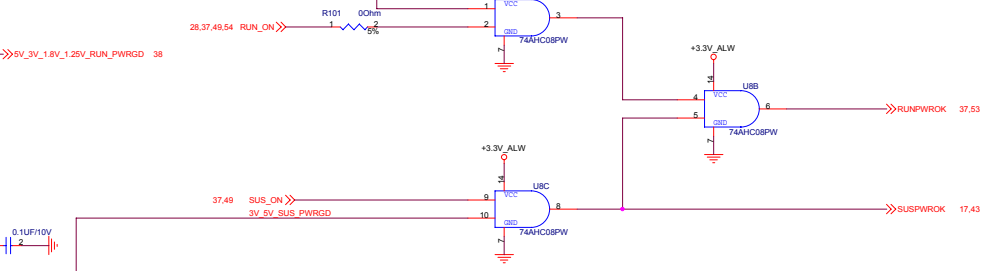 R101 0Ohm
28,37,49,54 RUN_ON 1 2
5%
1 VCC 3
2 GND
7 74AHC08PW
5V_3V_1.8V_1.25V_RUN_PWRGD 38
+3.3V_ALW
14 U8B
4 VCC 6 RUNPWROK 37,53
5 GND
7 74AHC08PW
+3.3V_ALW
14 U8C
37,49 SUS_ON 9 VCC 8 SUSPWROK 17,43
3V_5V_SUS_PWRGD 10 GND
7 74AHC08PW
0.1UF/10V
2